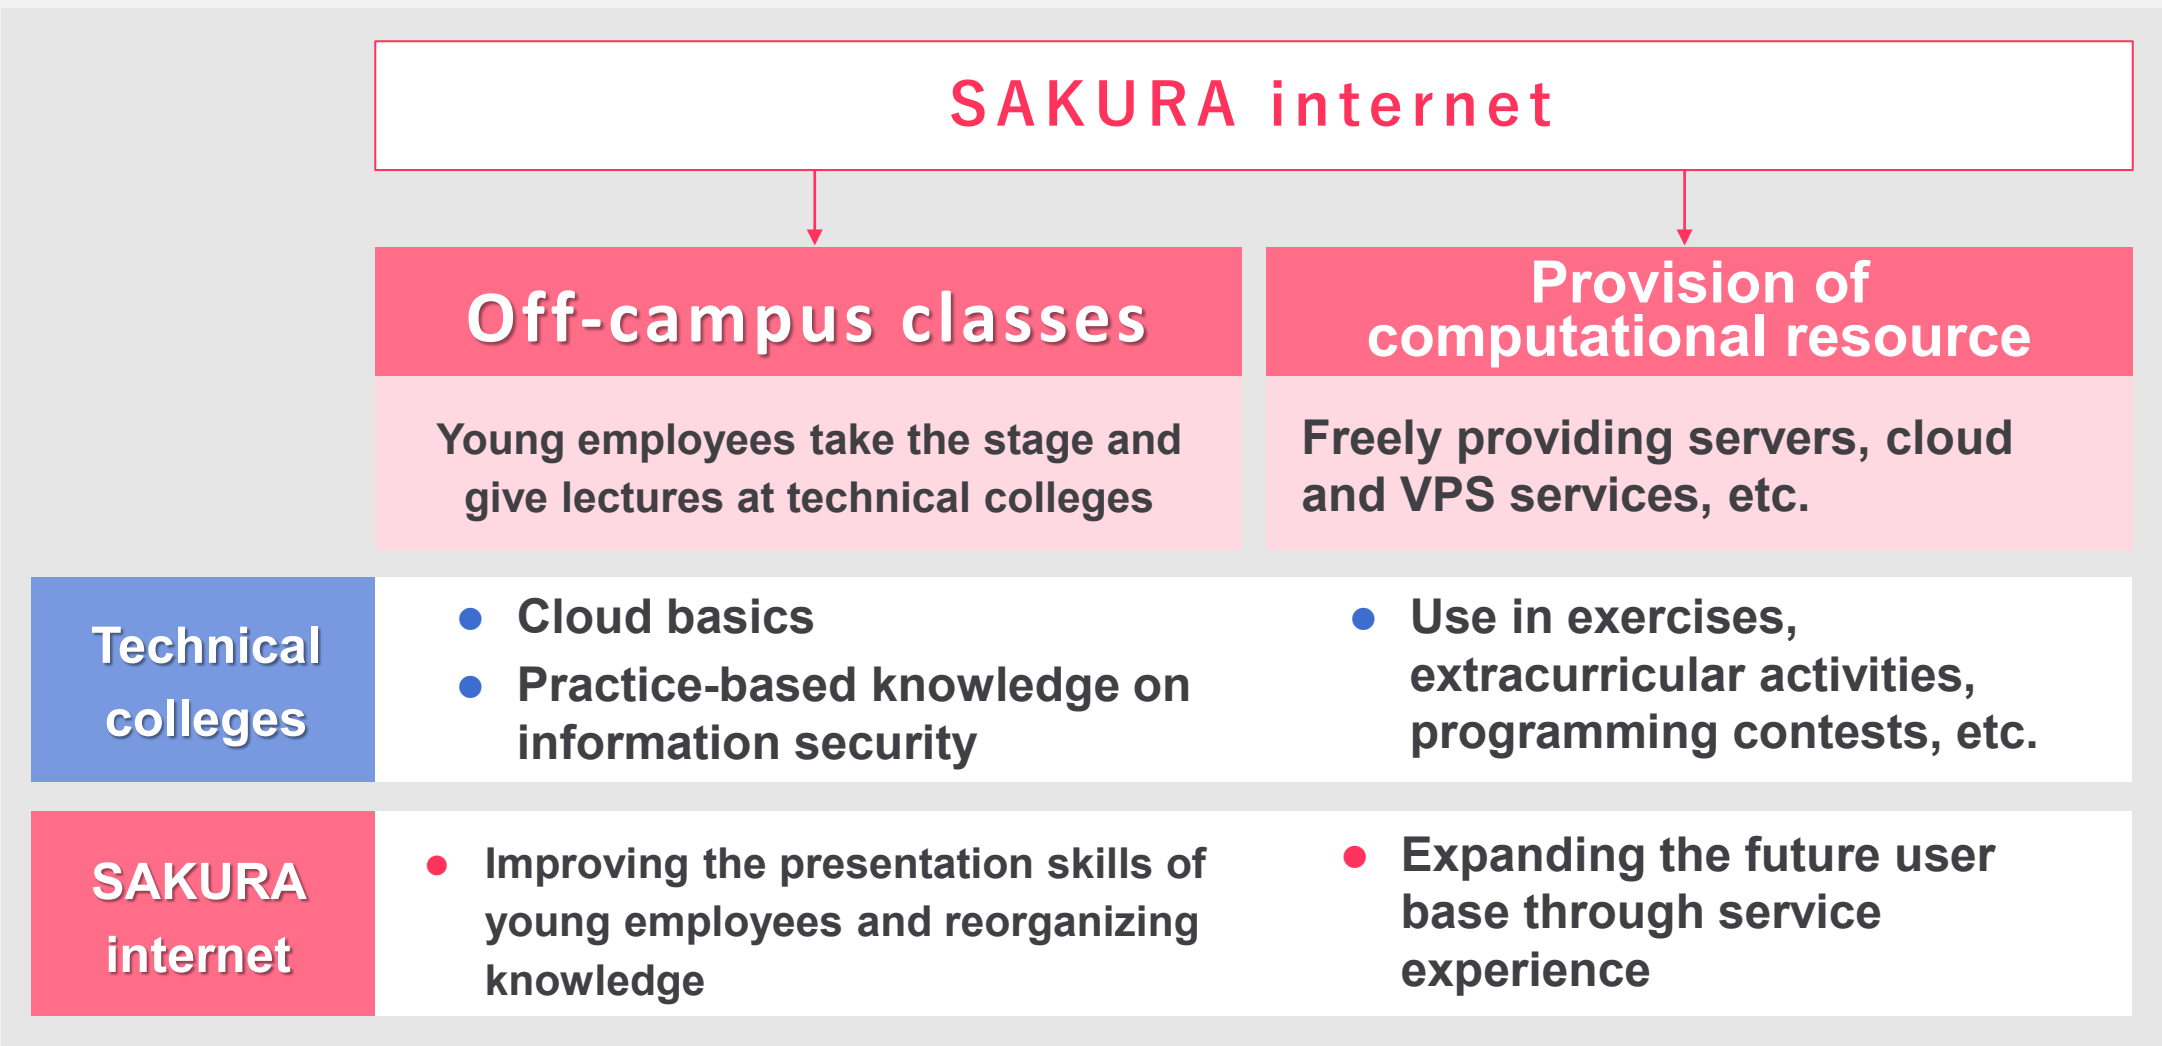 SAKURA internet
Off-campus classes
Provision of
computational resource
Young employees take the stage and
give lectures at technical colleges
Freely providing servers, cloud
and VPS services, etc.
Technical
colleges
● Cloud basics
● Practice-based knowledge on
information security
● Use in exercises,
extracurricular activities,
programming contests, etc.
SAKURA
internet
● Improving the presentation skills of
young employees and reorganizing
knowledge
● Expanding the future user
base through service
experience